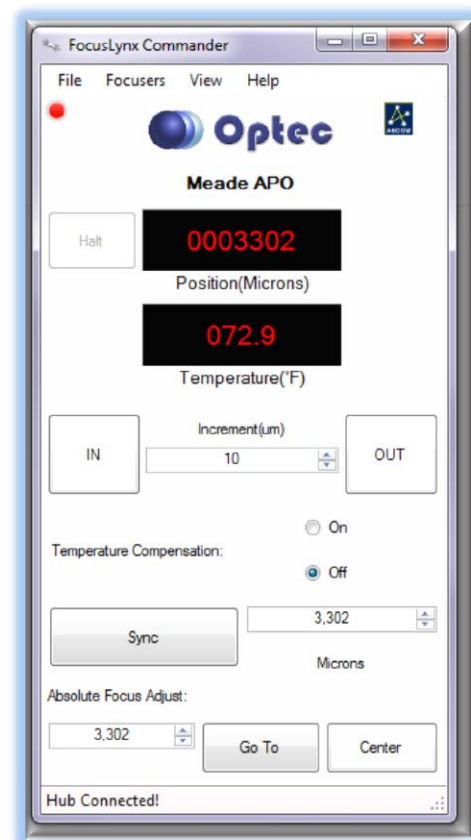 FocusLynx Commander
File Focusers View Help
Optec
ASCOM
Meade APO
Halt
0003302
Position(Microns)
072.9
Temperature(°F)
Increment(um)
IN
10
OUT
On
Temperature Compensation:
Off
3,302
Sync
Microns
Absolute Focus Adjust:
3,302
Go To
Center
Hub Connected!